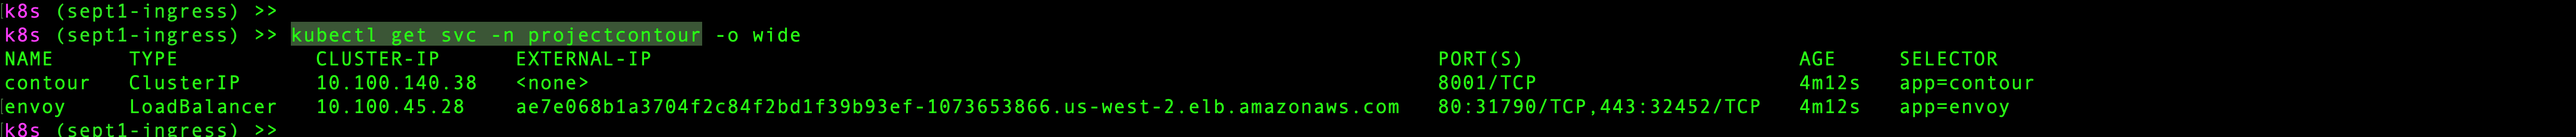 k8s (sept1-ingress) >>
k8s (sept1-ingress) >> kubectl get svc -n projectcontour -o wide
NAME TYPE CLUSTER-IP EXTERNAL-IP PORT(S) AGE SELECTOR
contour ClusterIP 10.100.140.38 <none> 8001/TCP 4m12s app=contour
envoy LoadBalancer 10.100.45.28 ae7e068b1a3704f2c84f2bd1f39b93ef-1073653866.us-west-2.elb.amazonaws.com 80:31790/TCP,443:32452/TCP 4m12s app=envoy
k8s (sept1-ingress) >>